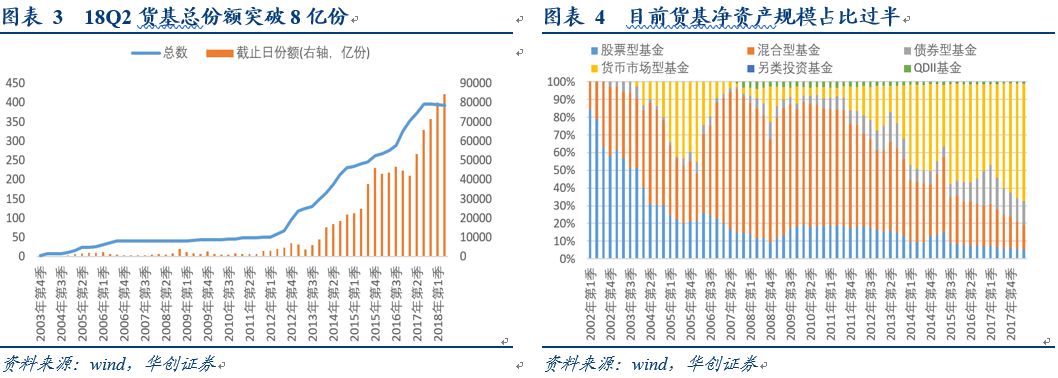 图表 3 18Q2 货基总份额突破 8 亿份
总数 截止日份额(右轴，亿份)
450
400
350
300
250
200
150
100
50
0
90000
80000
70000
60000
50000
40000
30000
20000
10000
0
2003年第4季
2004年第3季
2005年第2季
2006年第1季
2006年第4季
2007年第3季
2008年第2季
2009年第1季
2009年第4季
2010年第3季
2011年第2季
2012年第1季
2012年第4季
2013年第3季
2014年第2季
2015年第1季
2015年第4季
2016年第3季
2017年第2季
2018年第1季
资料来源：wind，华创证券
图表 4 目前货基净资产规模占比过半
股票型基金 混合型基金 债券型基金
货币市场型基金 另类投资基金 QDII基金
100%
90%
80%
70%
60%
50%
40%
30%
20%
10%
0%
2002年第1季
2002年第4季
2003年第3季
2004年第2季
2005年第1季
2005年第4季
2006年第3季
2007年第2季
2008年第1季
2008年第4季
2009年第3季
2010年第2季
2011年第1季
2011年第4季
2012年第3季
2013年第2季
2014年第1季
2014年第4季
2015年第3季
2016年第2季
2017年第1季
2017年第4季
资料来源：wind，华创证券